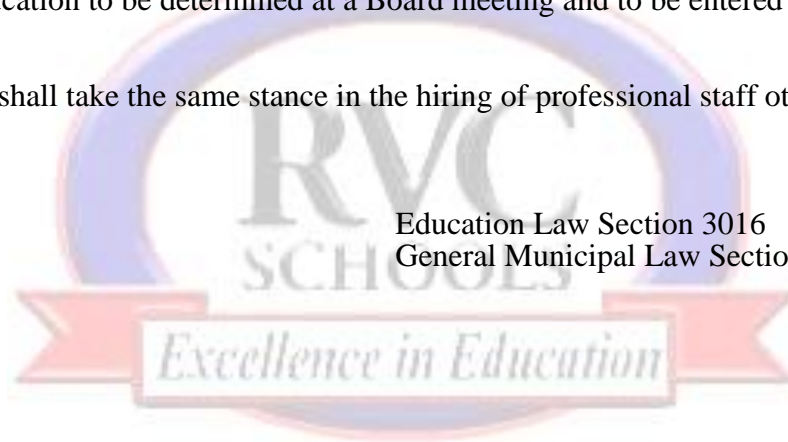 ucation to be determined at a Board meeting and to be entered
shall take the same stance in the hiring of professional staff ot
RVC
Education Law Section 3016
General Municipal Law Sectio
SCHOOLS
Excellence in Education